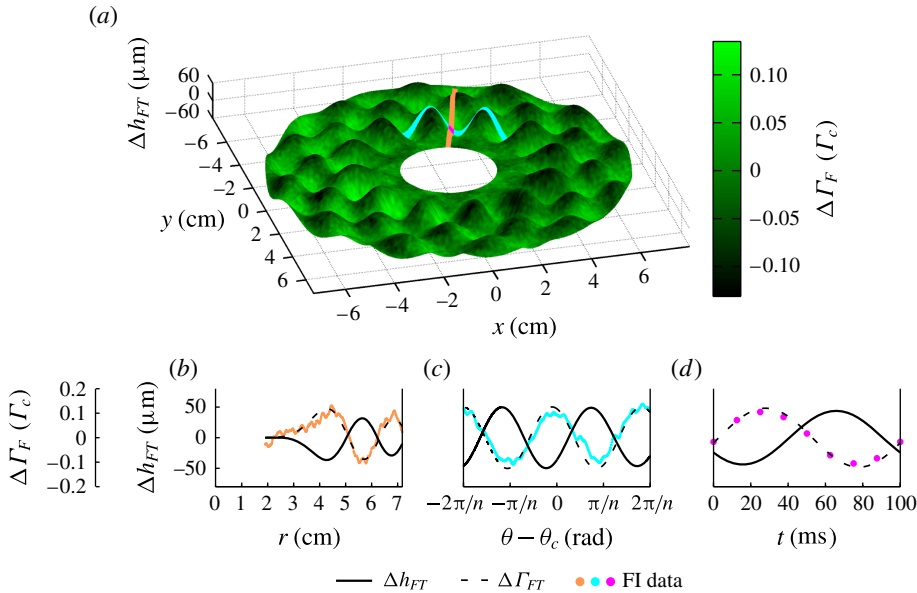 (a)
Δh_FT (μm)
60
0
−60
−6
−4
−2
0
2
4
6
y (cm)
−6
−4
−2
0
2
4
6
x (cm)
0.10
0.05
0
−0.05
−0.10
ΔΓ_F (Γ_c)
(b)
(c)
(d)
ΔΓ_F (Γ_c)
0.2
0.1
0
−0.1
−0.2
Δh_FT (μm)
50
0
−50
0 1 2 3 4 5 6 7
r (cm)
−2π/n −π/n 0 π/n 2π/n
θ − θ_c (rad)
0 20 40 60 80 100
t (ms)
Δh_FT ΔΓ_FT FI data